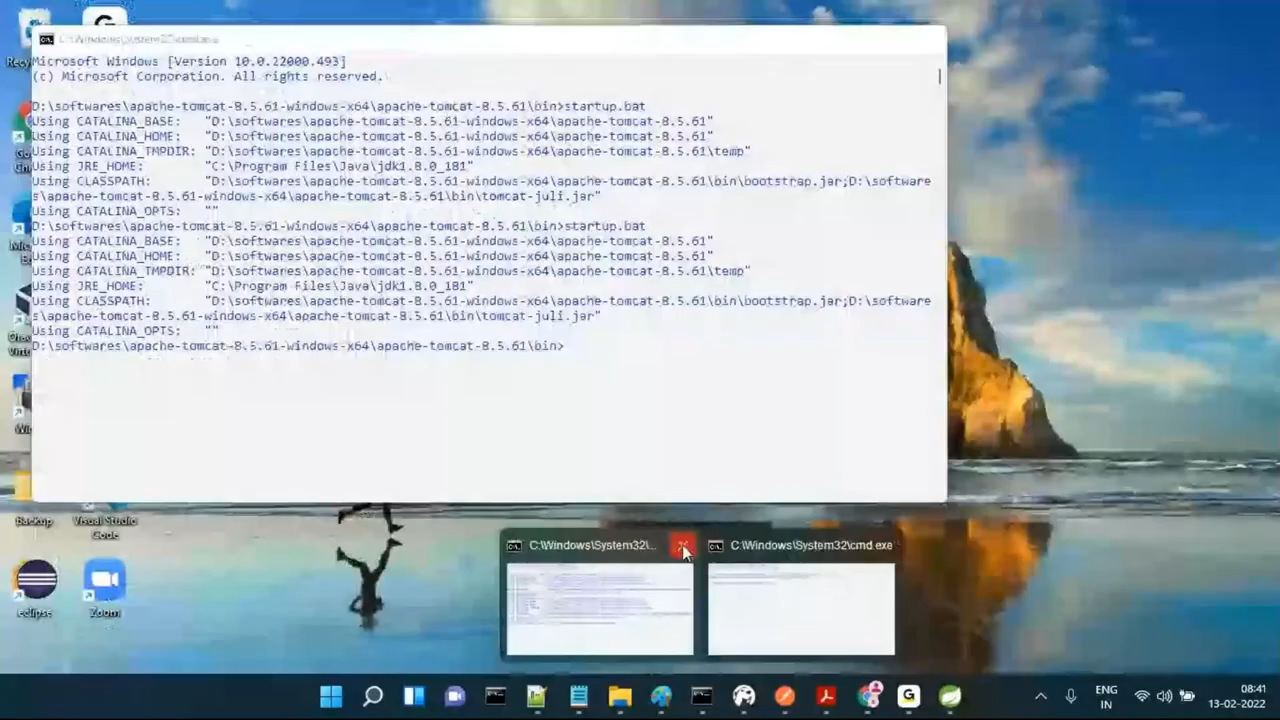 C:\Windows\System32\cmd.exe
Microsoft Windows [Version 10.0.22000.493]
(c) Microsoft Corporation. All rights reserved.
D:\softwares\apache-tomcat-8.5.61-windows-x64\apache-tomcat-8.5.61\bin>startup.bat
Using CATALINA_BASE: "D:\softwares\apache-tomcat-8.5.61-windows-x64\apache-tomcat-8.5.61"
Using CATALINA_HOME: "D:\softwares\apache-tomcat-8.5.61-windows-x64\apache-tomcat-8.5.61"
Using CATALINA_TMPDIR: "D:\softwares\apache-tomcat-8.5.61-windows-x64\apache-tomcat-8.5.61\temp"
Using JRE_HOME: "C:\Program Files\Java\jdk1.8.0_181"
Using CLASSPATH: "D:\softwares\apache-tomcat-8.5.61-windows-x64\apache-tomcat-8.5.61\bin\bootstrap.jar;D:\software
s\apache-tomcat-8.5.61-windows-x64\apache-tomcat-8.5.61\bin\tomcat-juli.jar"
Using CATALINA_OPTS: ""
D:\softwares\apache-tomcat-8.5.61-windows-x64\apache-tomcat-8.5.61\bin>startup.bat
Using CATALINA_BASE: "D:\softwares\apache-tomcat-8.5.61-windows-x64\apache-tomcat-8.5.61"
Using CATALINA_HOME: "D:\softwares\apache-tomcat-8.5.61-windows-x64\apache-tomcat-8.5.61"
Using CATALINA_TMPDIR: "D:\softwares\apache-tomcat-8.5.61-windows-x64\apache-tomcat-8.5.61\temp"
Using JRE_HOME: "C:\Program Files\Java\jdk1.8.0_181"
Using CLASSPATH: "D:\softwares\apache-tomcat-8.5.61-windows-x64\apache-tomcat-8.5.61\bin\bootstrap.jar;D:\software
s\apache-tomcat-8.5.61-windows-x64\apache-tomcat-8.5.61\bin\tomcat-juli.jar"
Using CATALINA_OPTS: ""
D:\softwares\apache-tomcat-8.5.61-windows-x64\apache-tomcat-8.5.61\bin>
Backup
Visual Studio
Code
C:\Windows\System32\...
C:\Windows\System32\cmd.exe
eclipse
Zoom
ENG
IN
08:41
13-02-2022